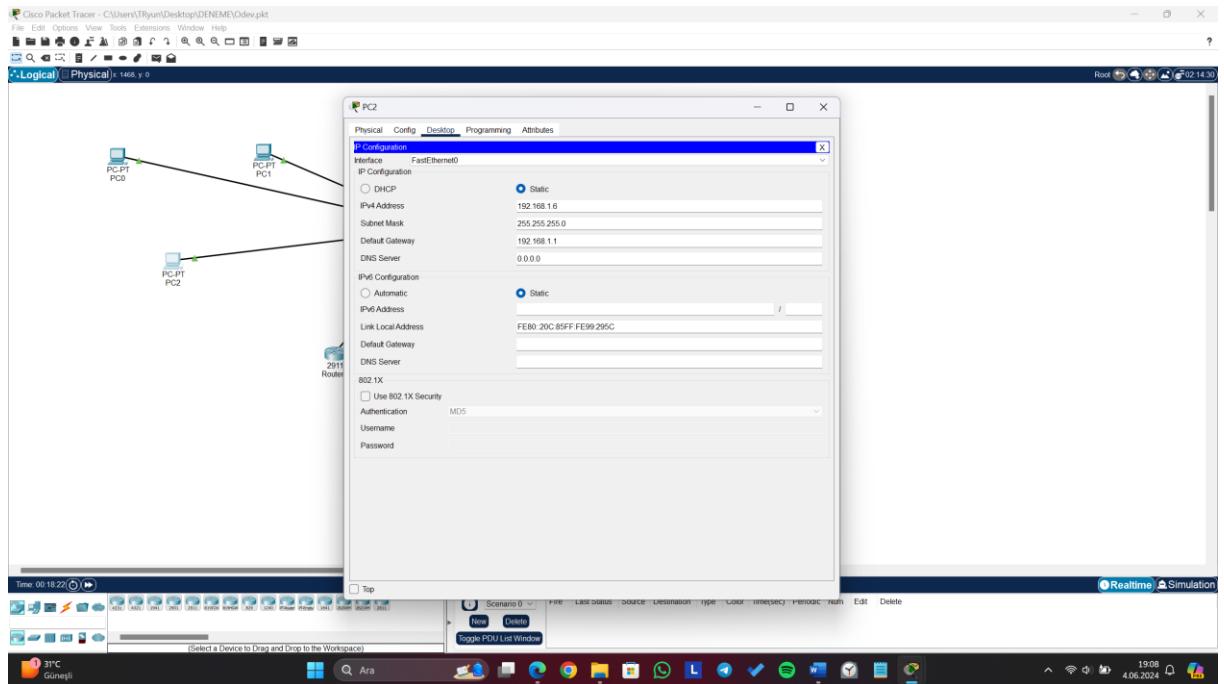 Cisco Packet Tracer - C:\Users\TRyun\Desktop\DENEME\Odev.pkt
File Edit Options View Tools Extensions Window Help
?
Logical Physical x: 1468, y: 0
Root 02:14:30
PC-PT
PC0
PC-PT
PC1
PC-PT
PC2
2911
Router
PC2
Physical Config Desktop Programming Attributes
IP Configuration X
Interface FastEthernet0
IP Configuration
DHCP Static
IPv4 Address 192.168.1.6
Subnet Mask 255.255.255.0
Default Gateway 192.168.1.1
DNS Server 0.0.0.0
IPv6 Configuration
Automatic Static
IPv6 Address /
Link Local Address FE80::20C:85FF:FE99:295C
Default Gateway
DNS Server
802.1X
Use 802.1X Security
Authentication MD5
Username
Password
Top
Time: 00:18:22
Realtime Simulation
Scenario 0
Fire Last Status Source Destination Type Color Time(sec) Periodic Num Edit Delete
New Delete
Toggle PDU List Window
(Select a Device to Drag and Drop to the Workspace)
1
31°C
Güneşli
Ara
19:08
4.06.2024